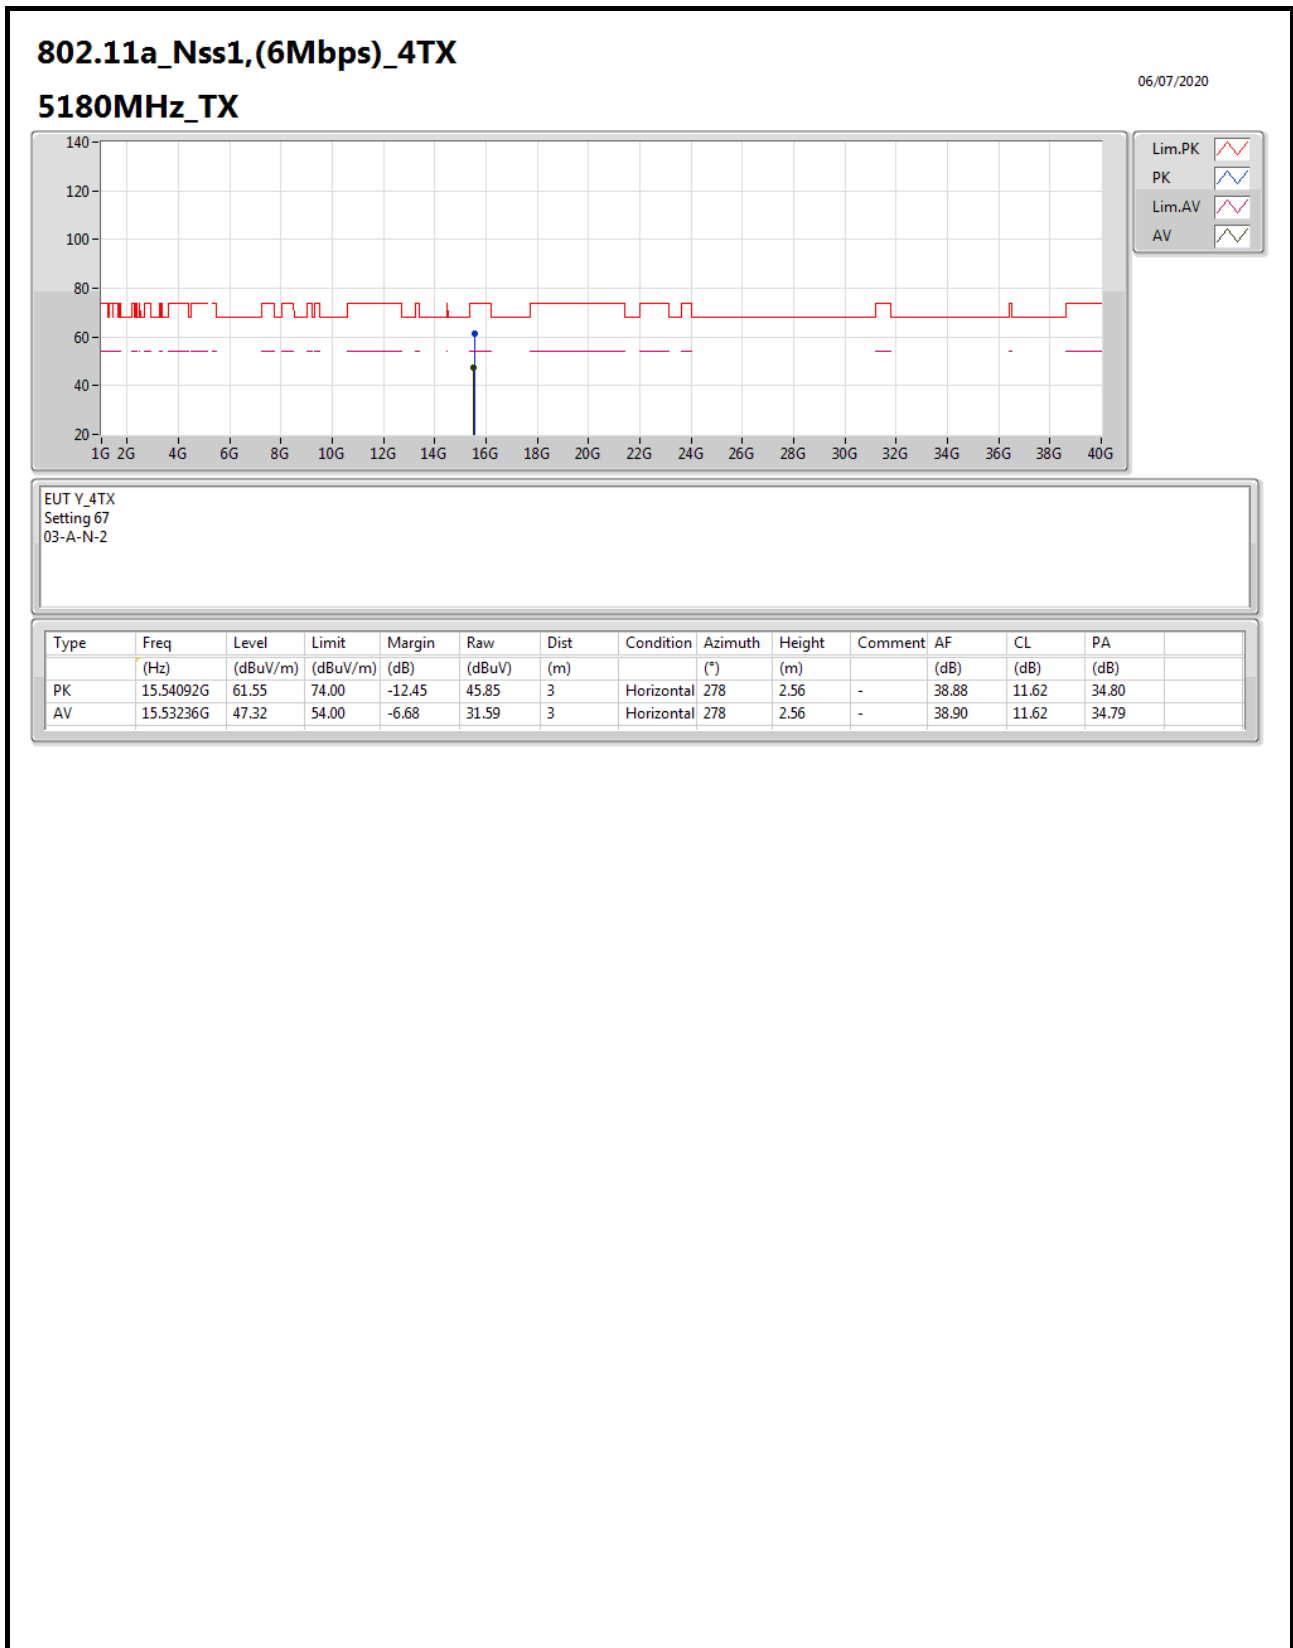 802.11a_Nss1,(6Mbps)_4TX
06/07/2020
5180MHz_TX
140
120
100
80
60
40
20
1G 2G 4G 6G 8G 10G 12G 14G 16G 18G 20G 22G 24G 26G 28G 30G 32G 34G 36G 38G 40G
Lim.PK
PK
Lim.AV
AV
EUT Y_4TX
Setting 67
03-A-N-2
Type Freq Level Limit Margin Raw Dist Condition Azimuth Height Comment AF CL PA
(Hz) (dBuV/m) (dBuV/m) (dB) (dBuV) (m) (°) (m) (dB) (dB) (dB)
PK 15.54092G 61.55 74.00 -12.45 45.85 3 Horizontal 278 2.56 - 38.88 11.62 34.80
AV 15.53236G 47.32 54.00 -6.68 31.59 3 Horizontal 278 2.56 - 38.90 11.62 34.79